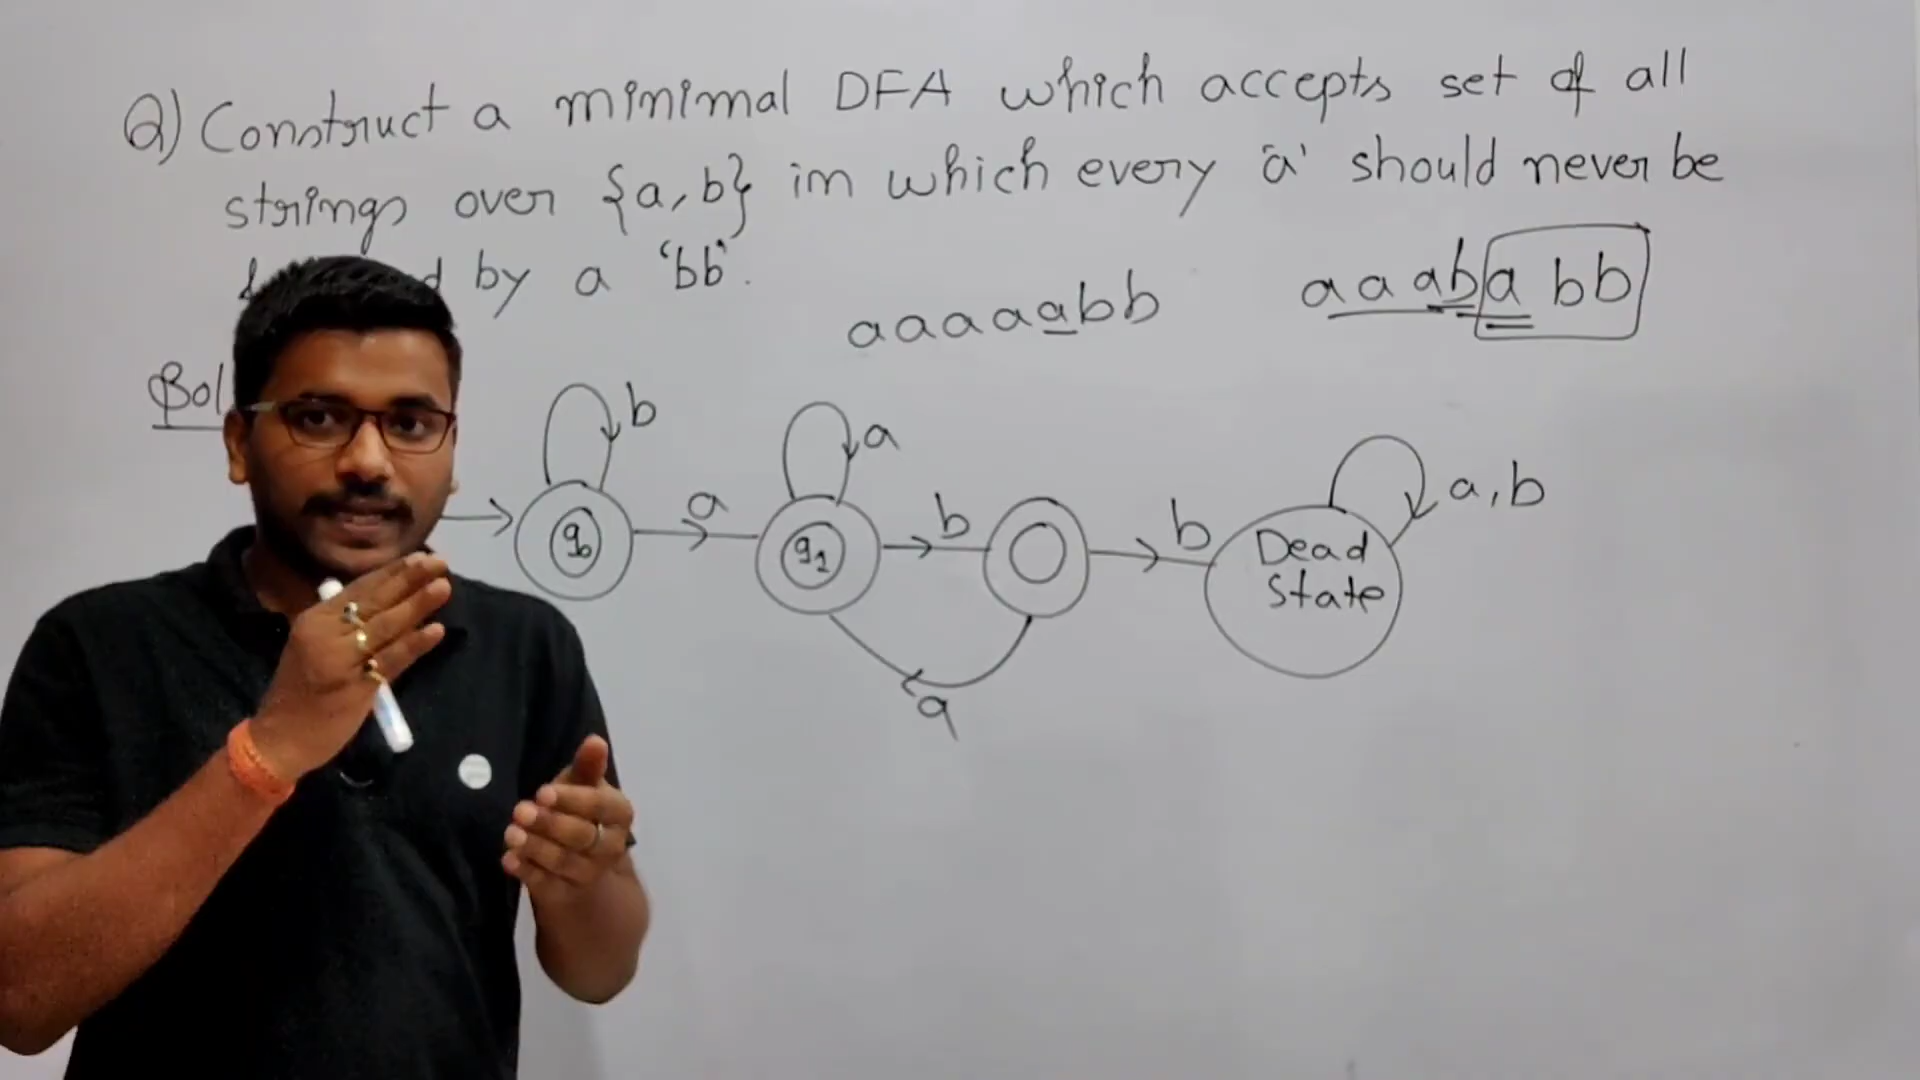 Q) Construct a minimal DFA which accepts set of all
strings over {a, b} in which every 'a' should never be
by a 'bb'.
aaaaabb
aaababb
Sol
b
a
a
b
b
a, b
q0
q1
Dead
State
a